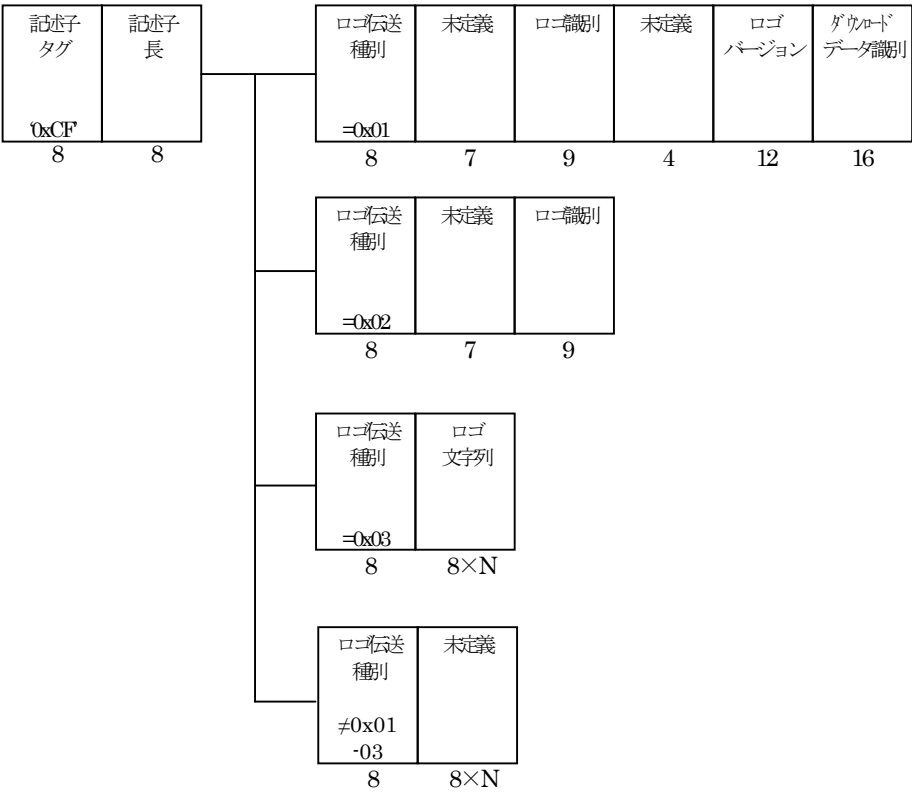 記述子
タグ
'0xCF'
8
記述子
長
8
ロゴ伝送
種別
=0x01
8
未定義
7
ロゴ識別
9
未定義
4
ロゴ
バージョン
12
ダウンロード
データ識別
16
ロゴ伝送
種別
=0x02
8
未定義
7
ロゴ識別
9
ロゴ伝送
種別
=0x03
8
ロゴ
文字列
8×N
ロゴ伝送
種別
≠0x01
-03
8
未定義
8×N